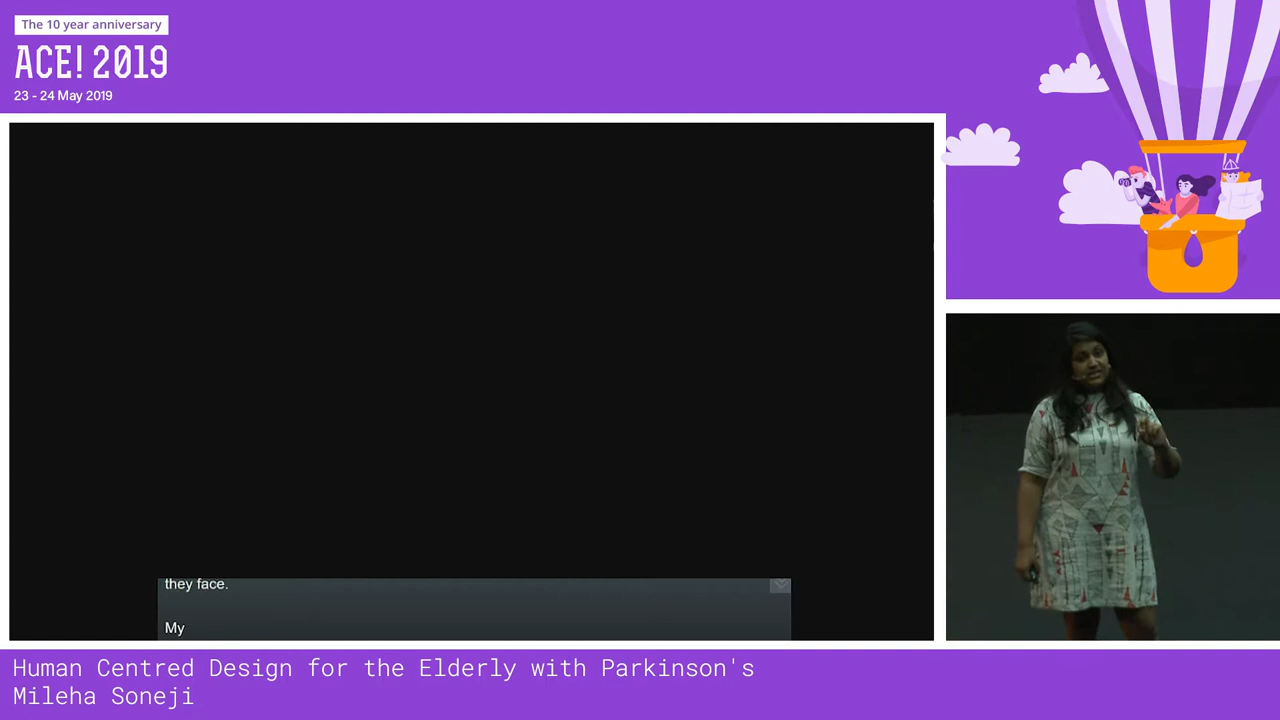 The 10 year anniversary
ACE! 2019
23 - 24 May 2019
they face.
My
Human Centred Design for the Elderly with Parkinson's
Mileha Soneji